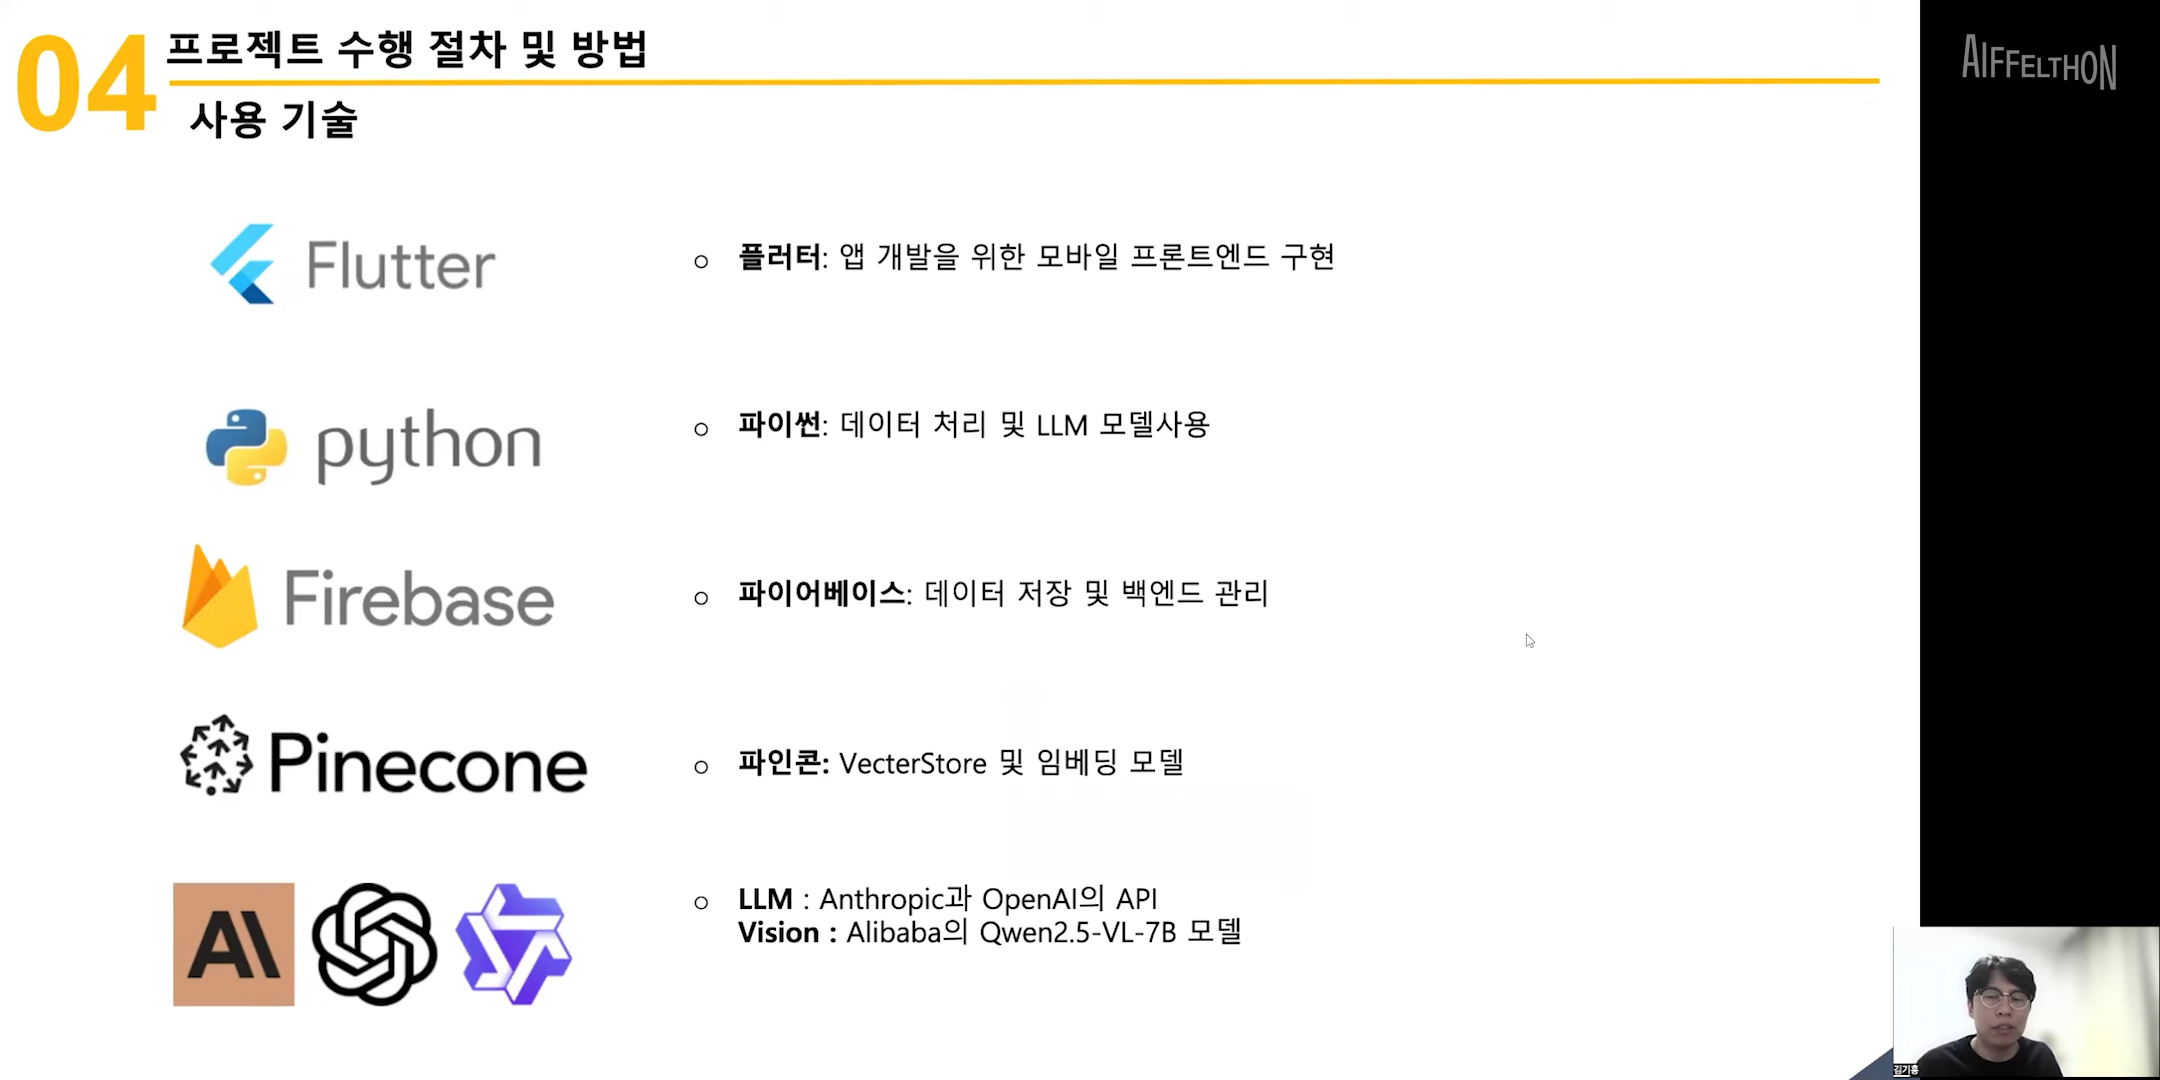 04
프로젝트 수행 절차 및 방법
AIFFELTHON
사용 기술
Flutter
플러터: 앱 개발을 위한 모바일 프론트엔드 구현
python
파이썬: 데이터 처리 및 LLM 모델사용
Firebase
파이어베이스: 데이터 저장 및 백엔드 관리
Pinecone
파인콘: VecterStore 및 임베딩 모델
AI
LLM : Anthropic과 OpenAI의 API
Vision : Alibaba의 Qwen2.5-VL-7B 모델
김기홍